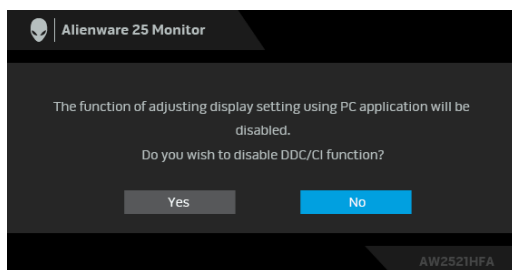 Alienware 25 Monitor
The function of adjusting display setting using PC application will be
disabled.
Do you wish to disable DDC/CI function?
Yes No
AW2521HFA